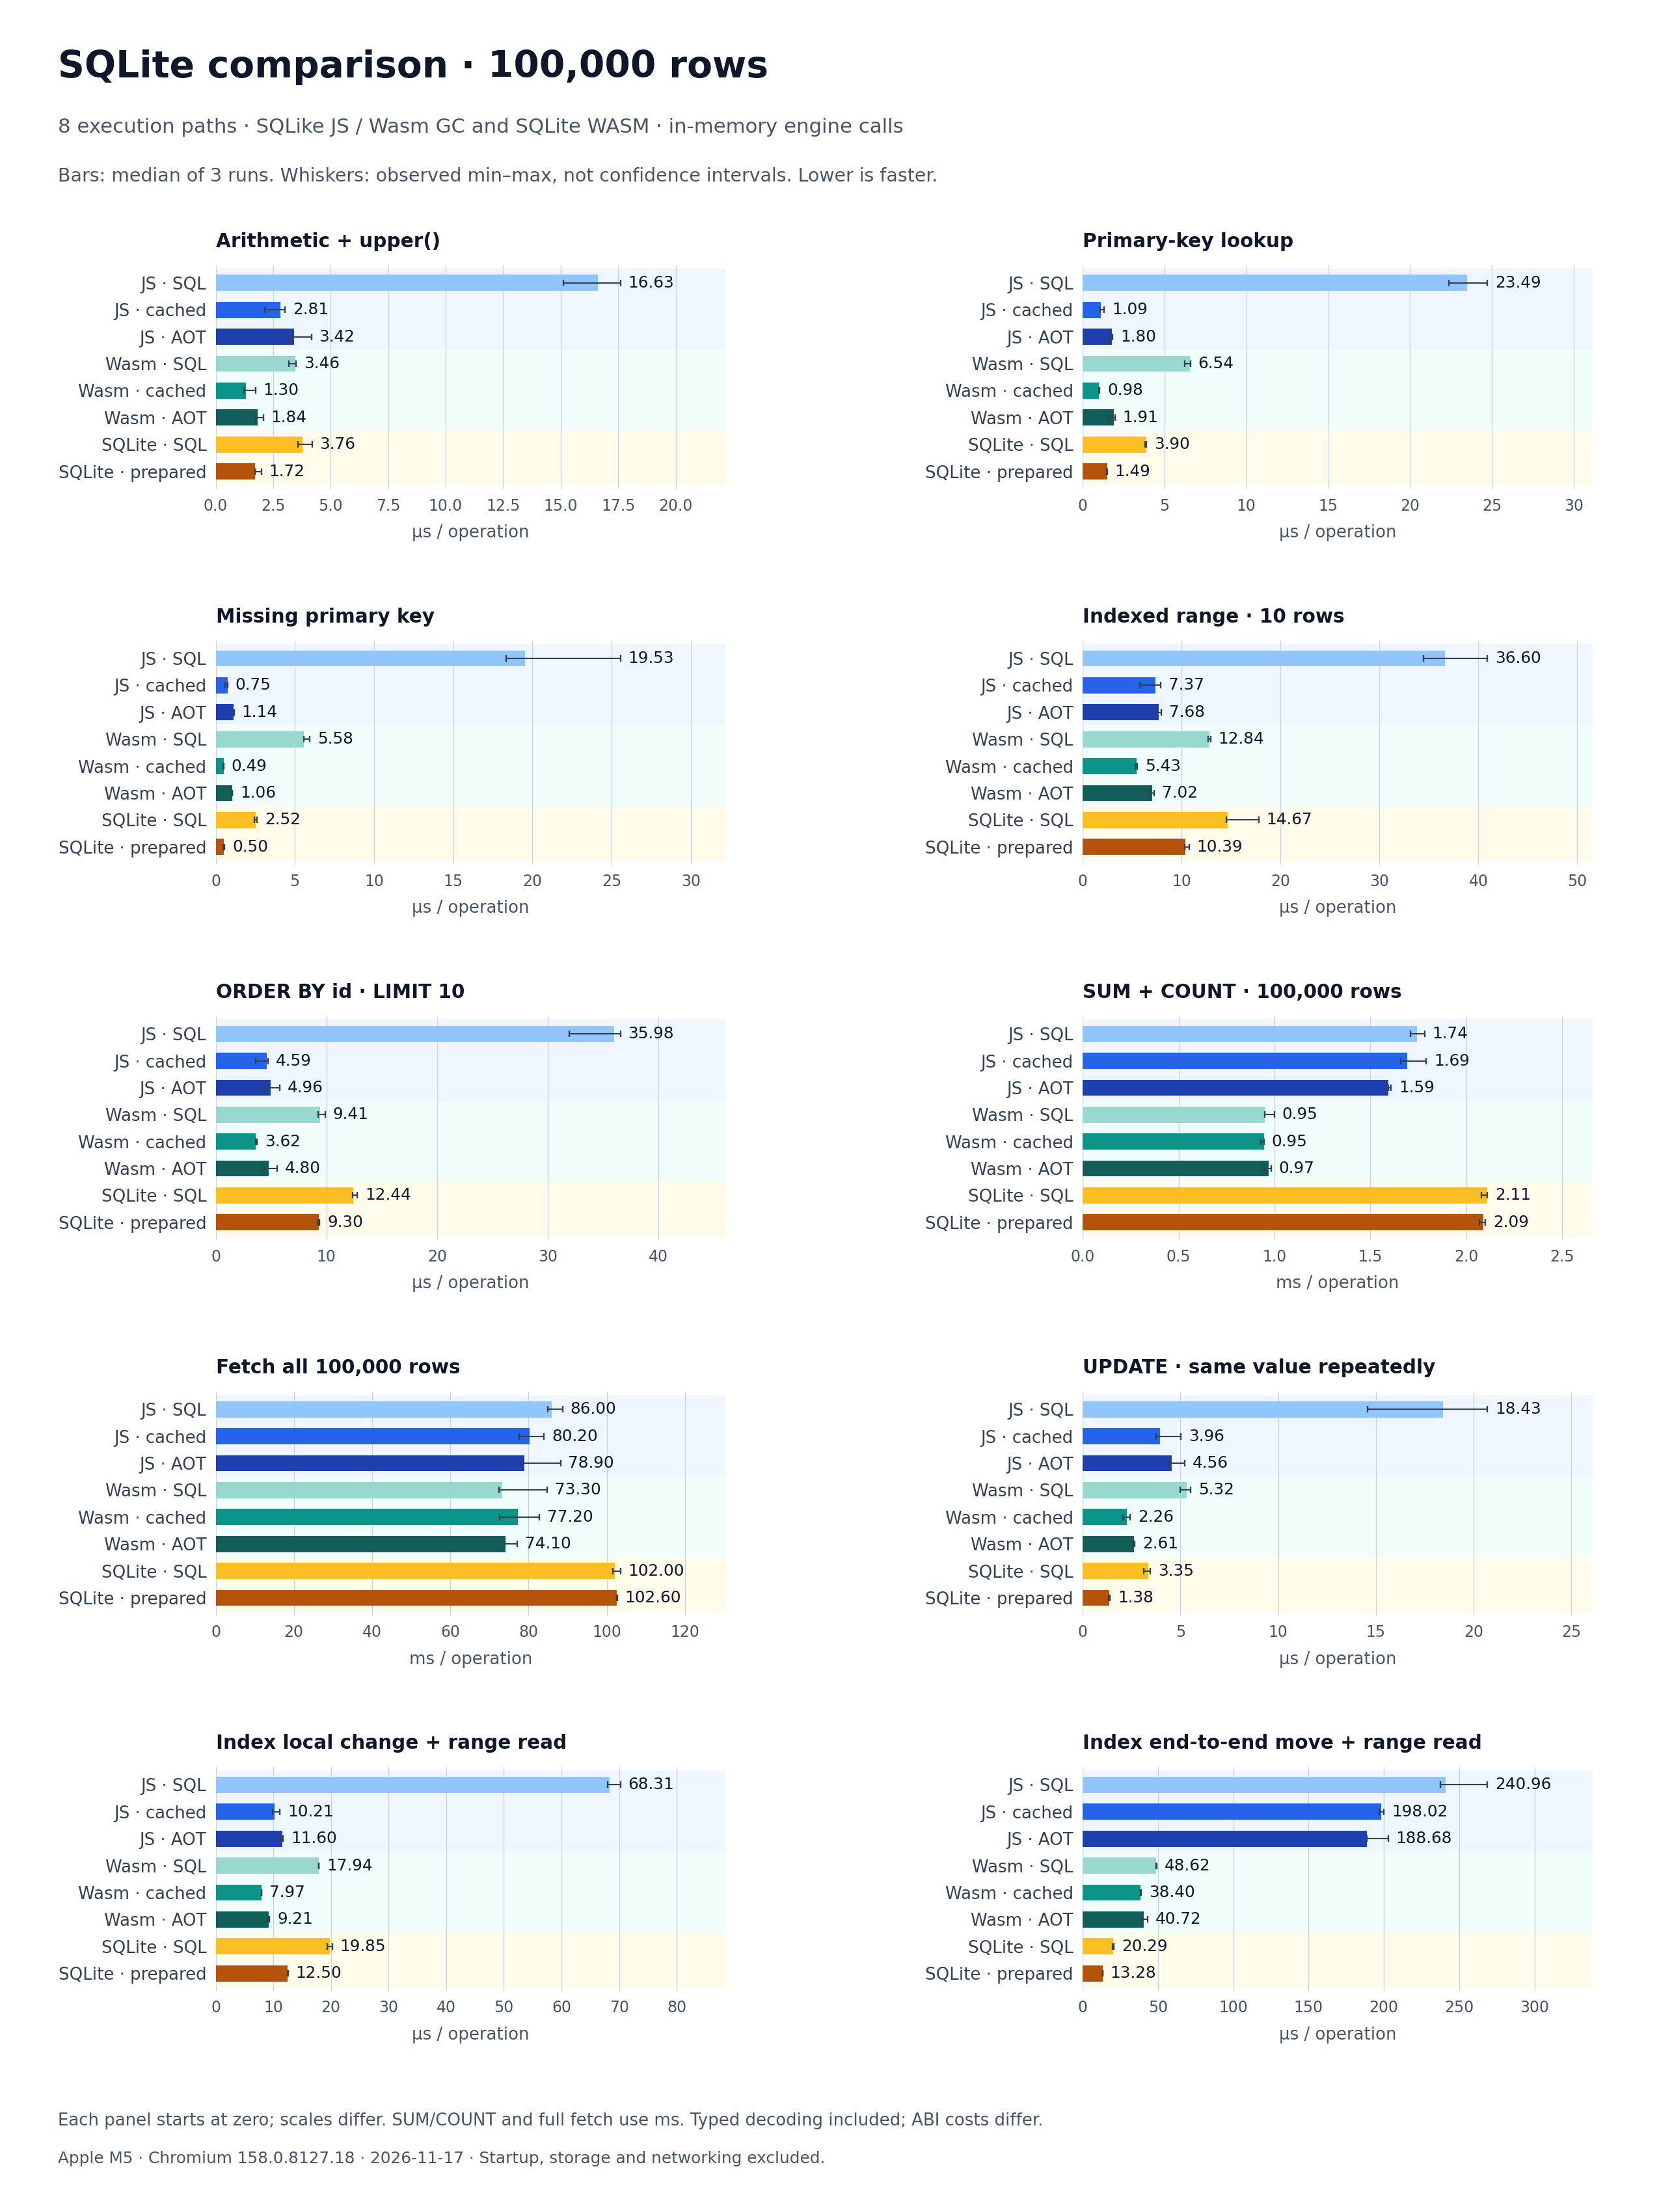 SQLite comparison · 100,000 rows
8 execution paths · SQLike JS / Wasm GC and SQLite WASM · in-memory engine calls
Bars: median of 3 runs. Whiskers: observed min–max, not confidence intervals. Lower is faster.
Arithmetic + upper()
JS · SQL 16.63
JS · cached 2.81
JS · AOT 3.42
Wasm · SQL 3.46
Wasm · cached 1.30
Wasm · AOT 1.84
SQLite · SQL 3.76
SQLite · prepared 1.72
0.0 2.5 5.0 7.5 10.0 12.5 15.0 17.5 20.0
µs / operation
Primary-key lookup
JS · SQL 23.49
JS · cached 1.09
JS · AOT 1.80
Wasm · SQL 6.54
Wasm · cached 0.98
Wasm · AOT 1.91
SQLite · SQL 3.90
SQLite · prepared 1.49
0 5 10 15 20 25 30
µs / operation
Missing primary key
JS · SQL 19.53
JS · cached 0.75
JS · AOT 1.14
Wasm · SQL 5.58
Wasm · cached 0.49
Wasm · AOT 1.06
SQLite · SQL 2.52
SQLite · prepared 0.50
0 5 10 15 20 25 30
µs / operation
Indexed range · 10 rows
JS · SQL 36.60
JS · cached 7.37
JS · AOT 7.68
Wasm · SQL 12.84
Wasm · cached 5.43
Wasm · AOT 7.02
SQLite · SQL 14.67
SQLite · prepared 10.39
0 10 20 30 40 50
µs / operation
ORDER BY id · LIMIT 10
JS · SQL 35.98
JS · cached 4.59
JS · AOT 4.96
Wasm · SQL 9.41
Wasm · cached 3.62
Wasm · AOT 4.80
SQLite · SQL 12.44
SQLite · prepared 9.30
0 10 20 30 40
µs / operation
SUM + COUNT · 100,000 rows
JS · SQL 1.74
JS · cached 1.69
JS · AOT 1.59
Wasm · SQL 0.95
Wasm · cached 0.95
Wasm · AOT 0.97
SQLite · SQL 2.11
SQLite · prepared 2.09
0.0 0.5 1.0 1.5 2.0 2.5
ms / operation
Fetch all 100,000 rows
JS · SQL 86.00
JS · cached 80.20
JS · AOT 78.90
Wasm · SQL 73.30
Wasm · cached 77.20
Wasm · AOT 74.10
SQLite · SQL 102.00
SQLite · prepared 102.60
0 20 40 60 80 100 120
ms / operation
UPDATE · same value repeatedly
JS · SQL 18.43
JS · cached 3.96
JS · AOT 4.56
Wasm · SQL 5.32
Wasm · cached 2.26
Wasm · AOT 2.61
SQLite · SQL 3.35
SQLite · prepared 1.38
0 5 10 15 20 25
µs / operation
Index local change + range read
JS · SQL 68.31
JS · cached 10.21
JS · AOT 11.60
Wasm · SQL 17.94
Wasm · cached 7.97
Wasm · AOT 9.21
SQLite · SQL 19.85
SQLite · prepared 12.50
0 10 20 30 40 50 60 70 80
µs / operation
Index end-to-end move + range read
JS · SQL 240.96
JS · cached 198.02
JS · AOT 188.68
Wasm · SQL 48.62
Wasm · cached 38.40
Wasm · AOT 40.72
SQLite · SQL 20.29
SQLite · prepared 13.28
0 50 100 150 200 250 300
µs / operation
Each panel starts at zero; scales differ. SUM/COUNT and full fetch use ms. Typed decoding included; ABI costs differ.
Apple M5 · Chromium 158.0.8127.18 · 2026-11-17 · Startup, storage and networking excluded.